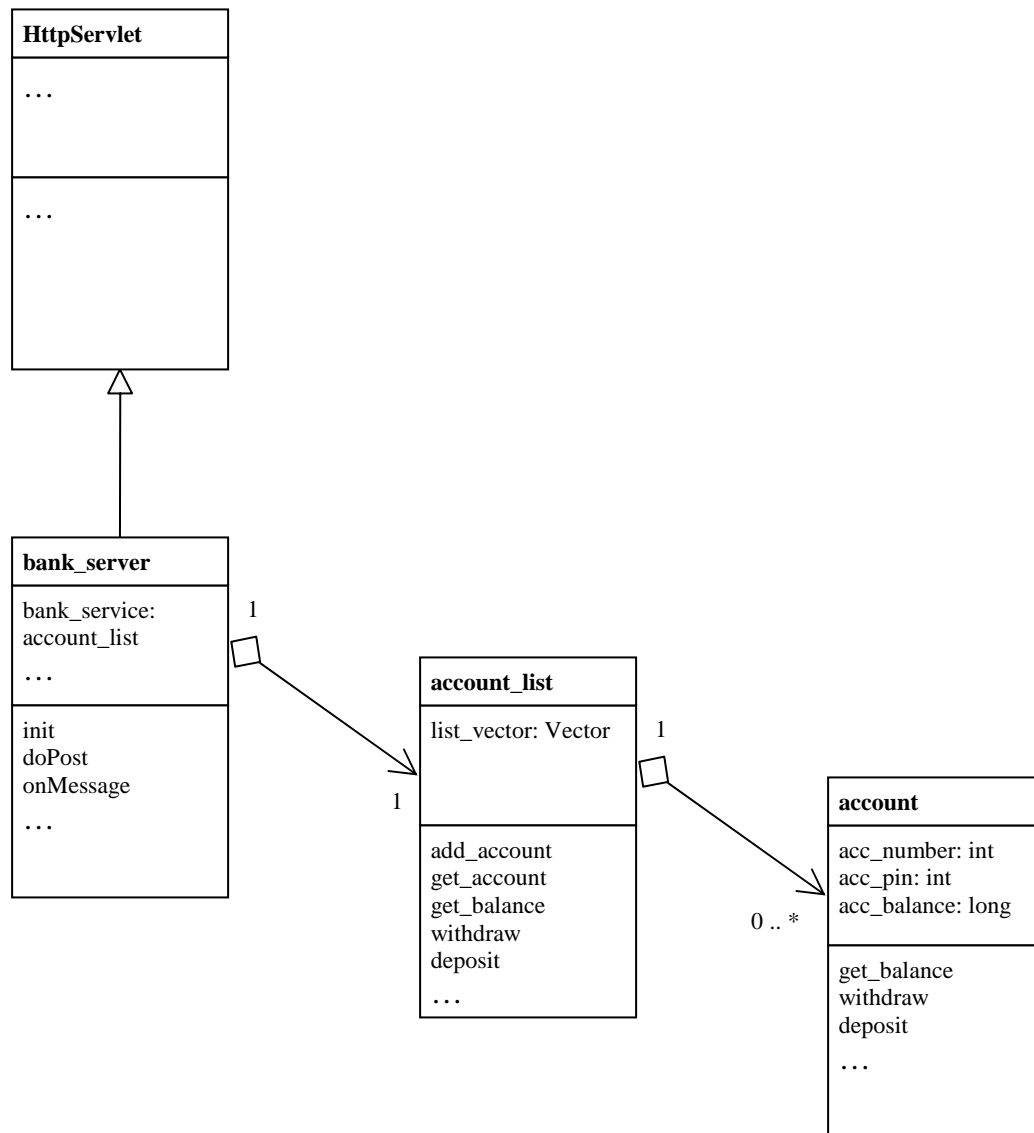 HttpServlet
...
...
bank_server
bank_service:
account_list
...
init
doPost
onMessage
...
1
1
account_list
list_vector: Vector
add_account
get_account
get_balance
withdraw
deposit
...
1
0 .. *
account
acc_number: int
acc_pin: int
acc_balance: long
get_balance
withdraw
deposit
...